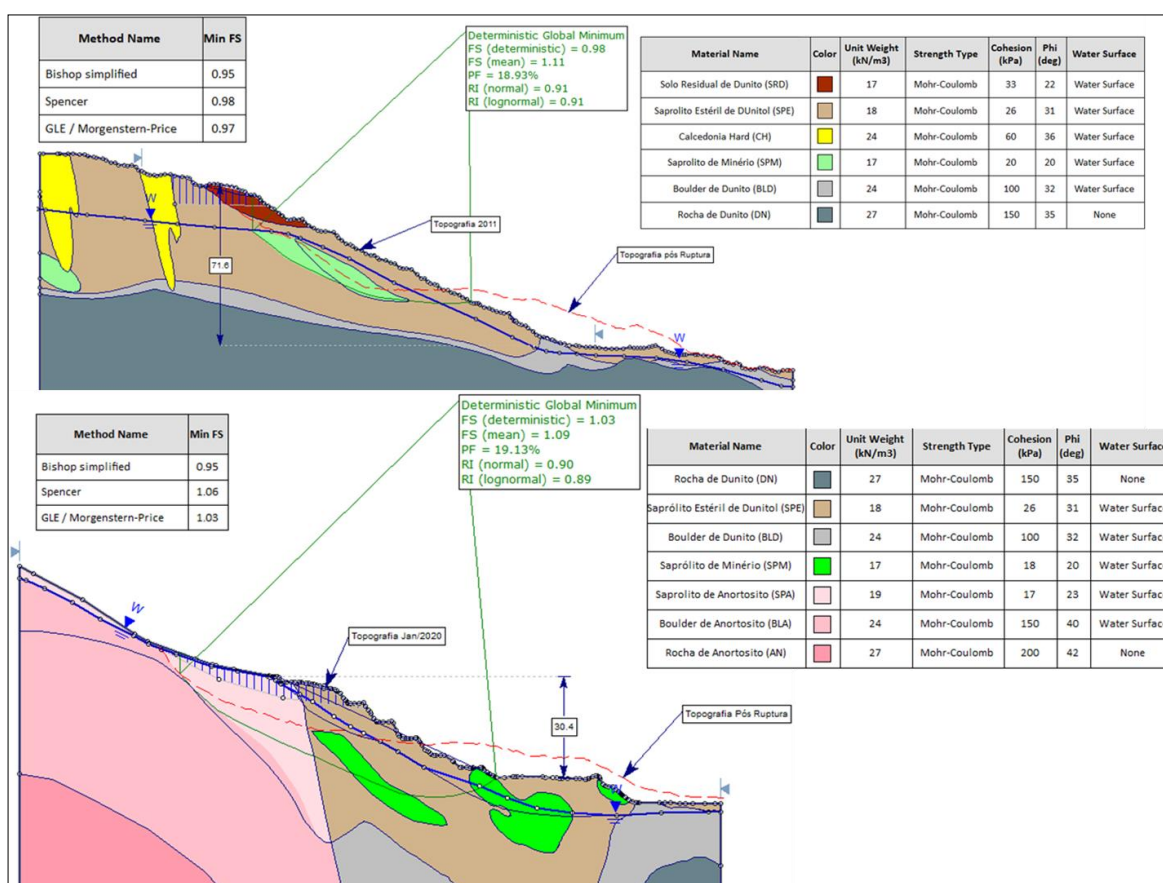 Method Name Min FS
Bishop simplified 0.95
Spencer 0.98
GLE / Morgenstern-Price 0.97
Deterministic Global Minimum
FS (deterministic) = 0.98
FS (mean) = 1.11
PF = 18.93%
RI (normal) = 0.91
RI (lognormal) = 0.91
Material Name Color Unit Weight (kN/m3) Strength Type Cohesion (kPa) Phi (deg) Water Surface
Solo Residual de Dunito (SRD) 17 Mohr-Coulomb 33 22 Water Surface
Saprolito Estéril de DUnitol (SPE) 18 Mohr-Coulomb 26 31 Water Surface
Calcedonia Hard (CH) 24 Mohr-Coulomb 60 36 Water Surface
Saprolito de Minério (SPM) 17 Mohr-Coulomb 20 20 Water Surface
Boulder de Dunito (BLD) 24 Mohr-Coulomb 100 32 Water Surface
Rocha de Dunito (DN) 27 Mohr-Coulomb 150 35 None
W
Topografia 2011
Topografia pós Ruptura
71.6
W
Method Name Min FS
Bishop simplified 0.95
Spencer 1.06
GLE / Morgenstern-Price 1.03
Deterministic Global Minimum
FS (deterministic) = 1.03
FS (mean) = 1.09
PF = 19.13%
RI (normal) = 0.90
RI (lognormal) = 0.89
Material Name Color Unit Weight (kN/m3) Strength Type Cohesion (kPa) Phi (deg) Water Surface
Rocha de Dunito (DN) 27 Mohr-Coulomb 150 35 None
Saprólito Estéril de Dunitol (SPE) 18 Mohr-Coulomb 26 31 Water Surface
Boulder de Dunito (BLD) 24 Mohr-Coulomb 100 32 Water Surface
Saprólito de Minério (SPM) 17 Mohr-Coulomb 18 20 Water Surface
Saprolito de Anortosito (SPA) 19 Mohr-Coulomb 17 23 Water Surface
Boulder de Anortosito (BLA) 24 Mohr-Coulomb 150 40 Water Surface
Rocha de Anortosito (AN) 27 Mohr-Coulomb 200 42 None
W
Topografia Jan/2020
30.4
Topografia Pós Ruptura
W